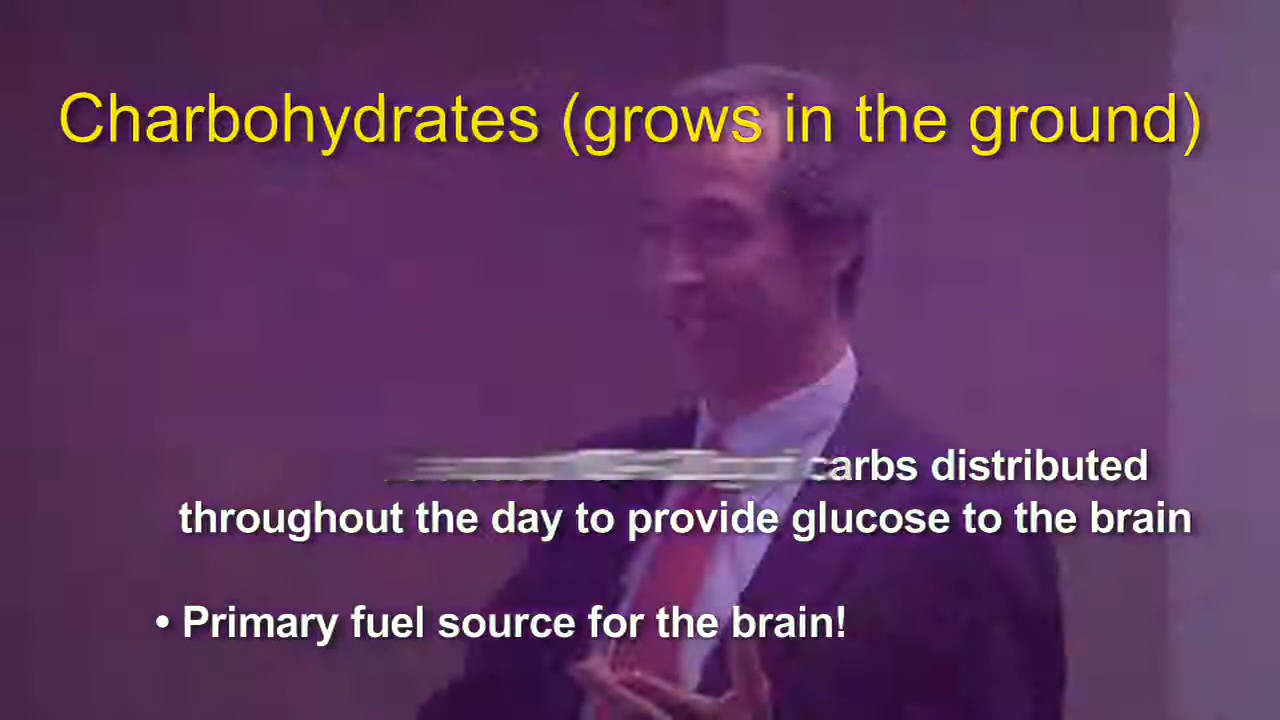 Charbohydrates (grows in the ground)
carbs distributed
throughout the day to provide glucose to the brain
• Primary fuel source for the brain!